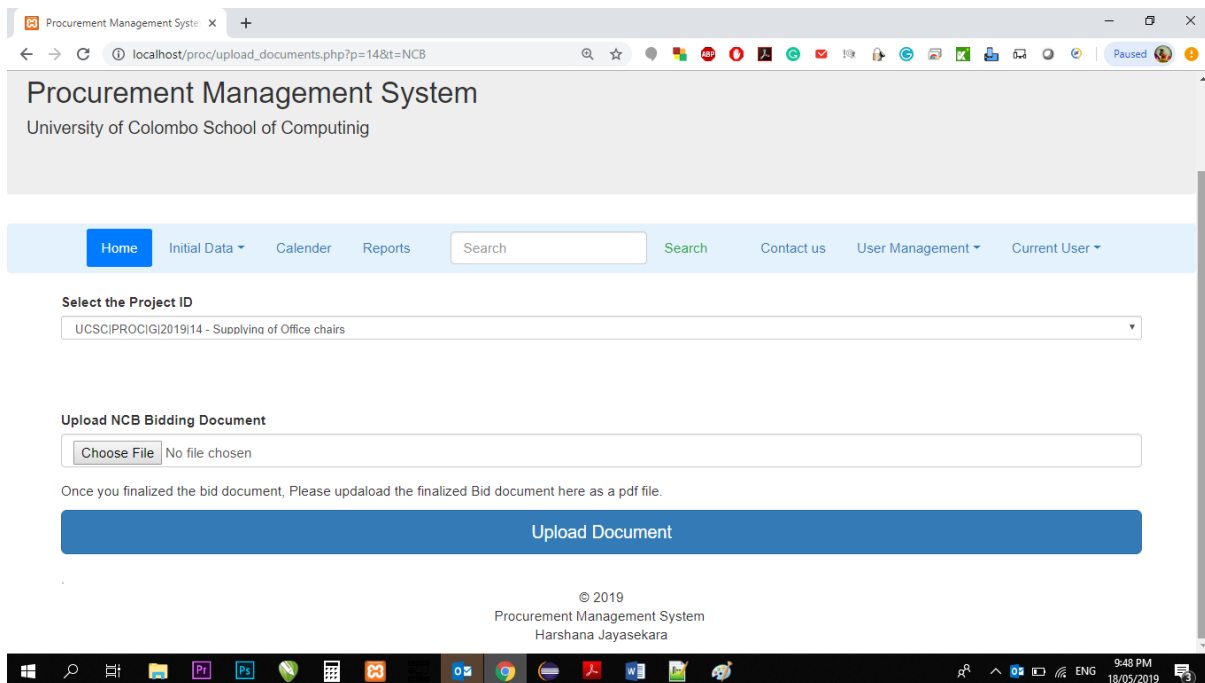 Procurement Management Syste
localhost/proc/upload_documents.php?p=14&t=NCB
ABP
Paused
Procurement Management System
University of Colombo School of Computinig
Home Initial Data Calender Reports Search Search Contact us User Management Current User
Select the Project ID
UCSC|PROC|G|2019|14 - Supplying of Office chairs
Upload NCB Bidding Document
Choose File No file chosen
Once you finalized the bid document, Please updaload the finalized Bid document here as a pdf file.
Upload Document
.
© 2019
Procurement Management System
Harshana Jayasekara
Pr Ps ENG 9:48 PM
18/05/2019